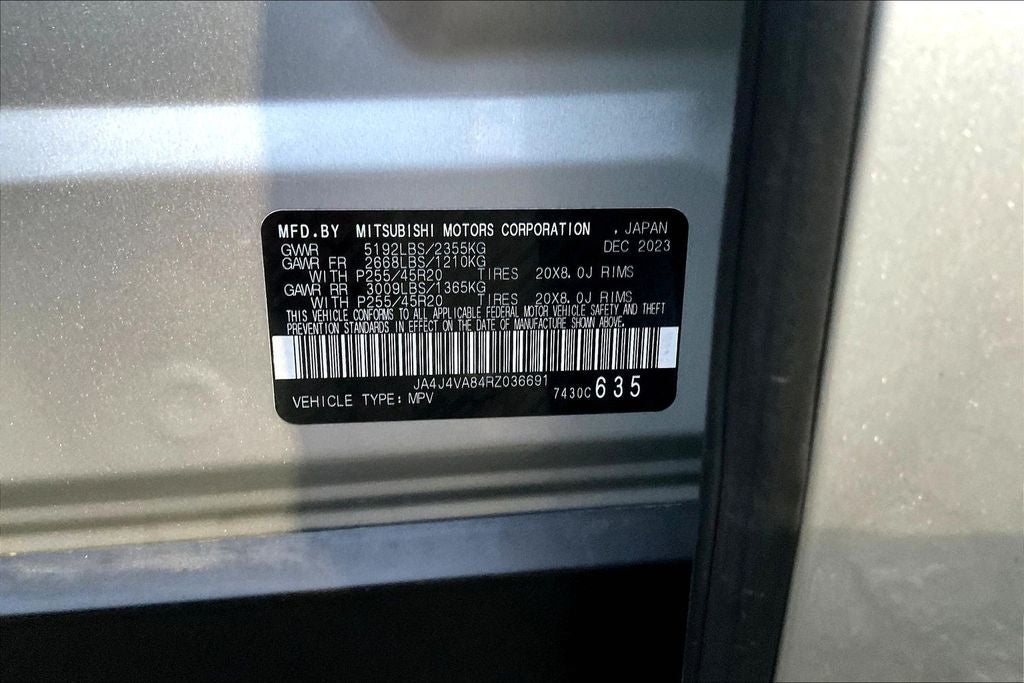 MFD.BY MITSUBISHI MOTORS CORPORATION , JAPAN
GWR 5192LBS/2355KG DEC 2023
GAWR FR 2668LBS/1210KG
WITH P255/45R20 TIRES 20X8.0J RIMS
GAWR RR 3009LBS/1365KG
WITH P255/45R20 TIRES 20X8.0J RIMS
THIS VEHICLE CONFORMS TO ALL APPLICABLE FEDERAL MOTOR VEHICLE SAFETY AND THEFT
PREVENTION STANDARDS IN EFFECT ON THE DATE OF MANUFACTURE SHOWN ABOVE.
JA4J4VA84RZ036691
VEHICLE TYPE: MPV 7430C 635